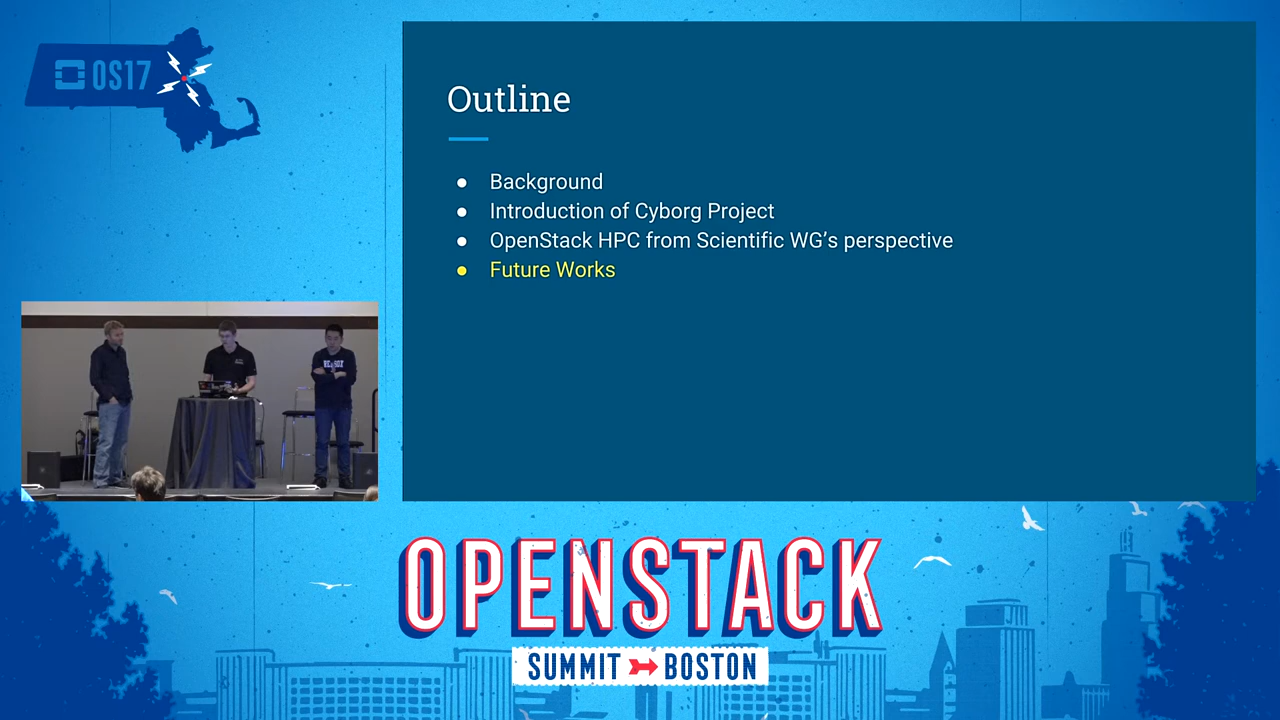 OS17
Outline
● Background
● Introduction of Cyborg Project
● OpenStack HPC from Scientific WG’s perspective
● Future Works
OPENSTACK
SUMMIT BOSTON